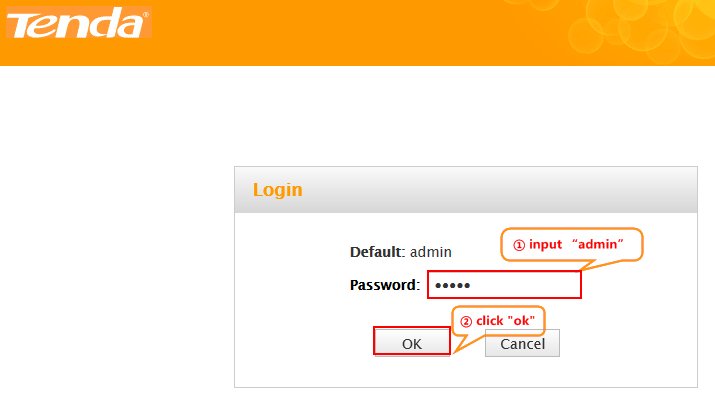 Tenda®
Login
① input “admin”
Default: admin
Password: •••••
② click "ok"
OK Cancel